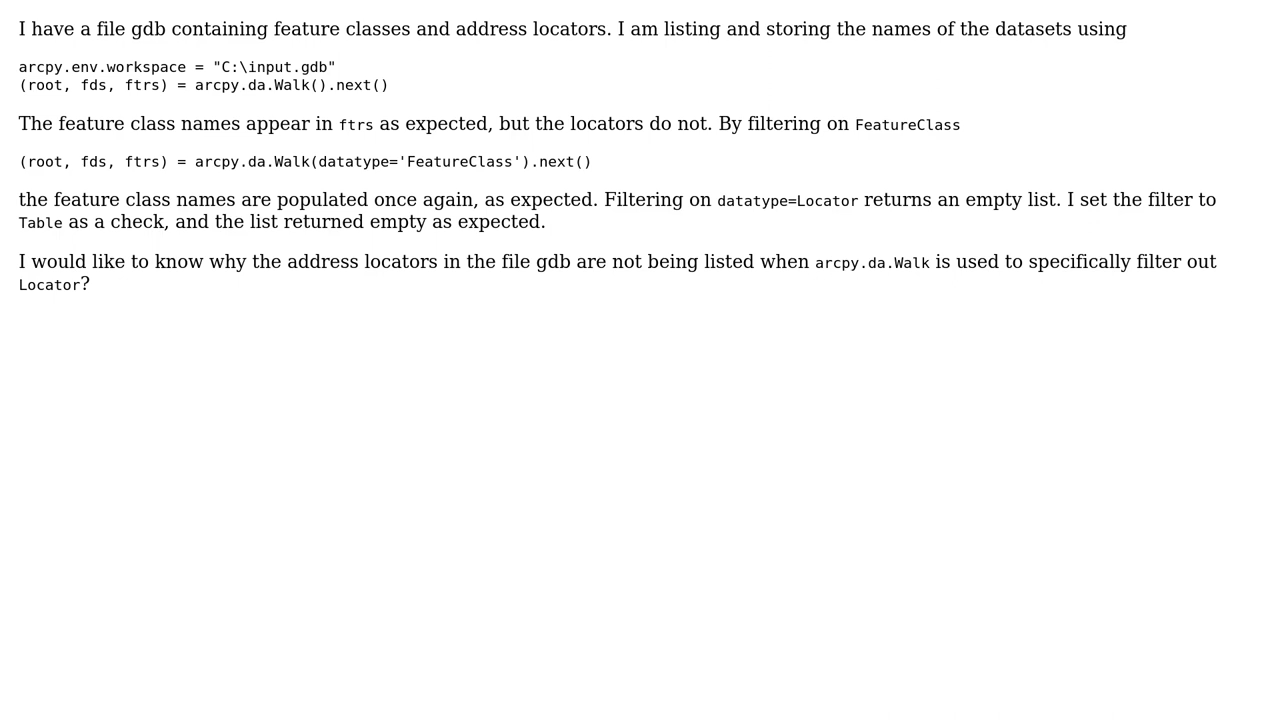 I have a file gdb containing feature classes and address locators. I am listing and storing the names of the datasets using
arcpy.env.workspace = "C:\input.gdb"
(root, fds, ftrs) = arcpy.da.Walk().next()
The feature class names appear in ftrs as expected, but the locators do not. By filtering on FeatureClass
(root, fds, ftrs) = arcpy.da.Walk(datatype='FeatureClass').next()
the feature class names are populated once again, as expected. Filtering on datatype=Locator returns an empty list. I set the filter to
Table as a check, and the list returned empty as expected.
I would like to know why the address locators in the file gdb are not being listed when arcpy.da.Walk is used to specifically filter out
Locator?